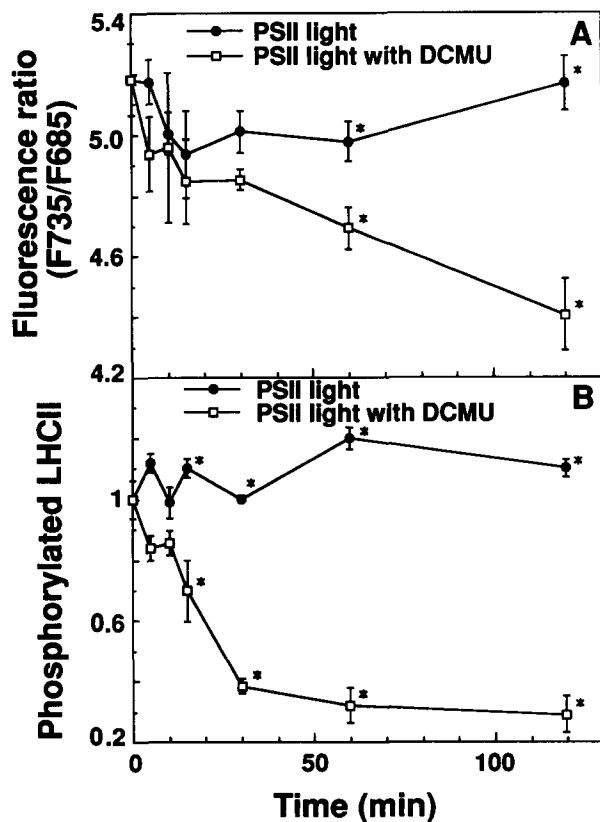 5.4
PSII light
PSII light with DCMU
A
*
5.0
*
4.6
*
*
4.2
Fluorescence ratio
(F735/F685)
PSII light
PSII light with DCMU
B
*
*
*
*
1
*
0.6
*
*
*
0.2
Phosphorylated LHCII
0
50
100
Time (min)